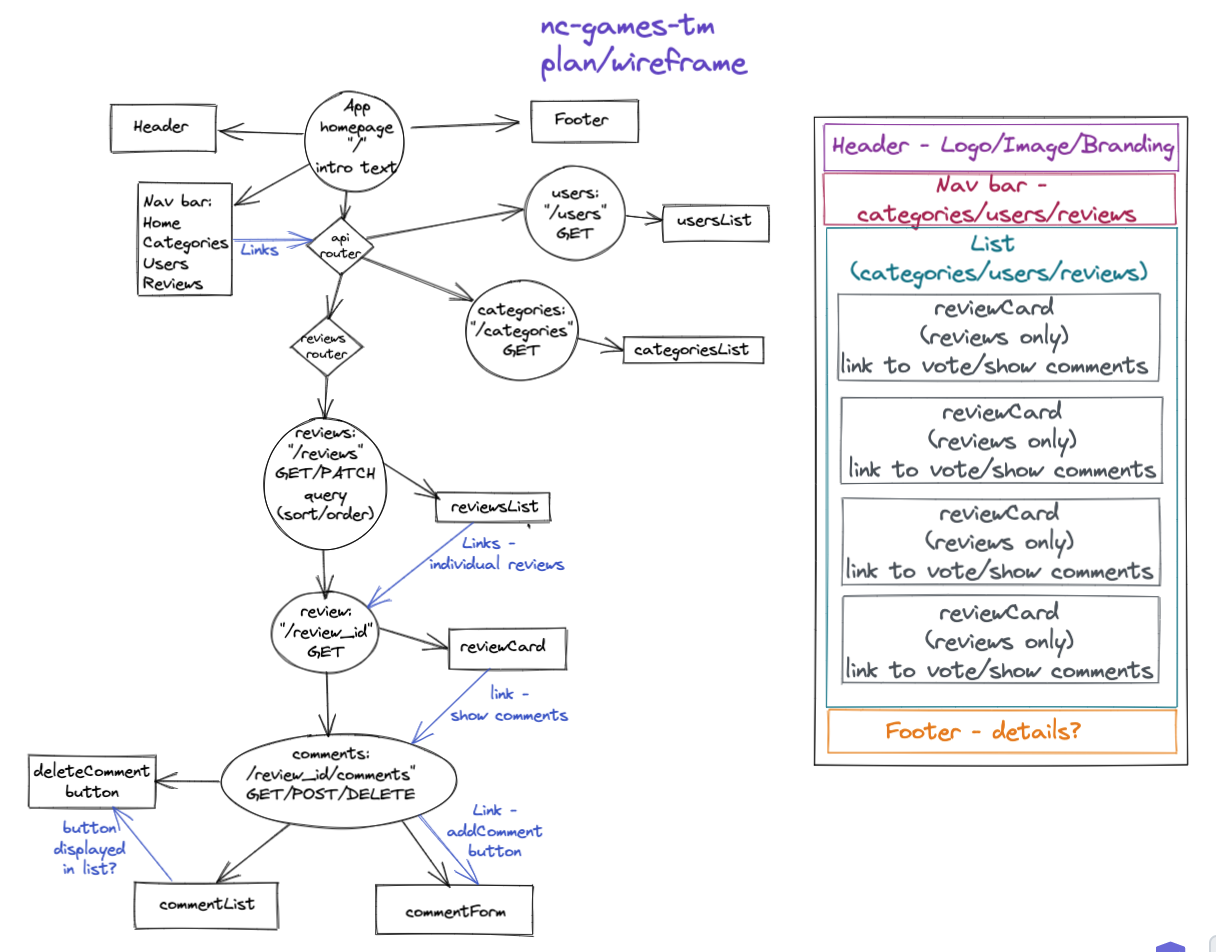 nc-games-tm
plan/wireframe
App
homepage
"/"
intro text
Header
Footer
Nav bar:
Home
Categories
Users
Reviews
Links
api
router
users:
"/users"
GET
usersList
categories:
"/categories"
GET
categoriesList
reviews
router
reviews:
"/reviews"
GET/PATCH
query
(sort/order)
reviewsList
Links -
individual reviews
review:
"/review_id"
GET
reviewCard
link -
show comments
comments:
/review_id/comments"
GET/POST/DELETE
deleteComment
button
button
displayed
in list?
Link -
addComment
button
commentList
commentForm
Header - Logo/Image/Branding
Nav bar -
categories/users/reviews
List
(categories/users/reviews)
reviewCard
(reviews only)
link to vote/show comments
reviewCard
(reviews only)
link to vote/show comments
reviewCard
(reviews only)
link to vote/show comments
reviewCard
(reviews only)
link to vote/show comments
Footer - details?